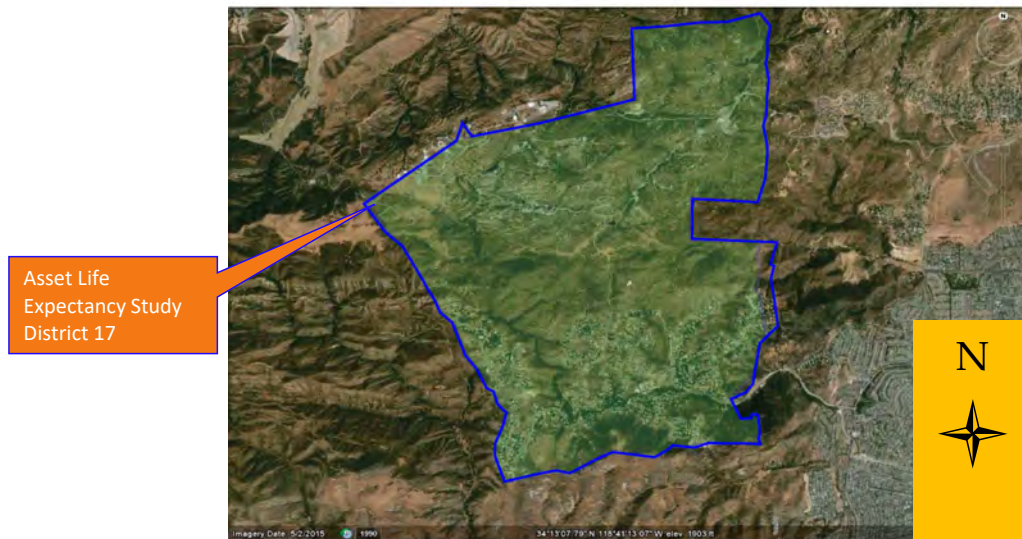 Asset Life
Expectancy Study
District 17
N
Imagery Date: 5/2/2015 1990 34°13'07.79" N 118°41'13.07" W elev 1903 ft